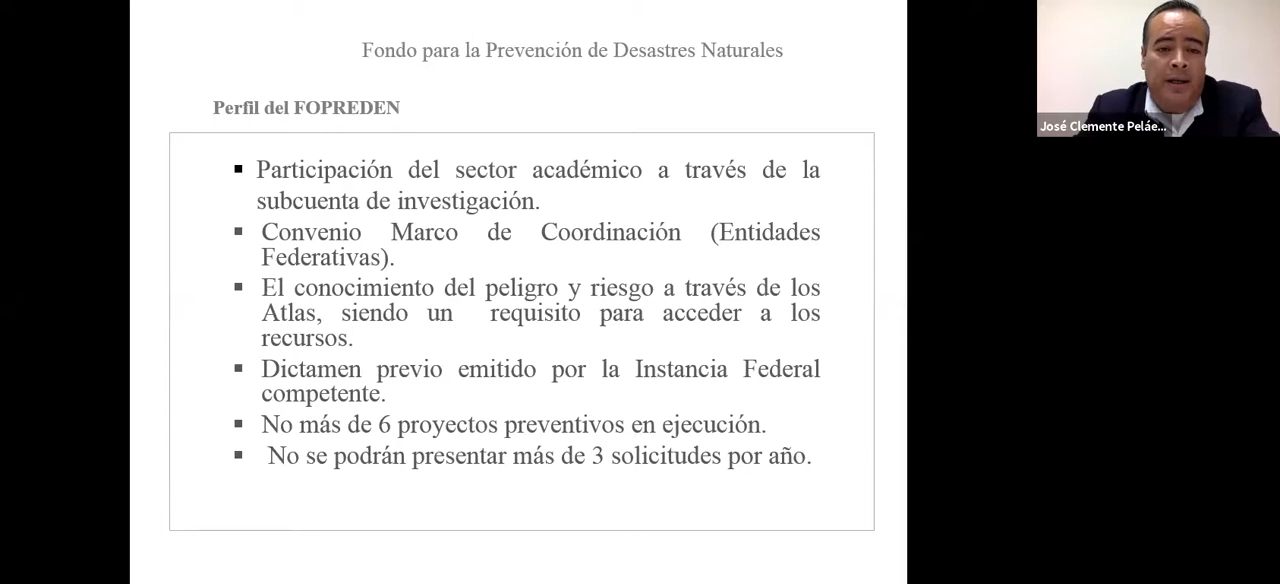 Fondo para la Prevención de Desastres Naturales
Perfil del FOPREDEN
▪ Participación del sector académico a través de la
subcuenta de investigación.
▪ Convenio Marco de Coordinación (Entidades
Federativas).
▪ El conocimiento del peligro y riesgo a través de los
Atlas, siendo un requisito para acceder a los
recursos.
▪ Dictamen previo emitido por la Instancia Federal
competente.
▪ No más de 6 proyectos preventivos en ejecución.
▪ No se podrán presentar más de 3 solicitudes por año.
José Clemente Peláe...